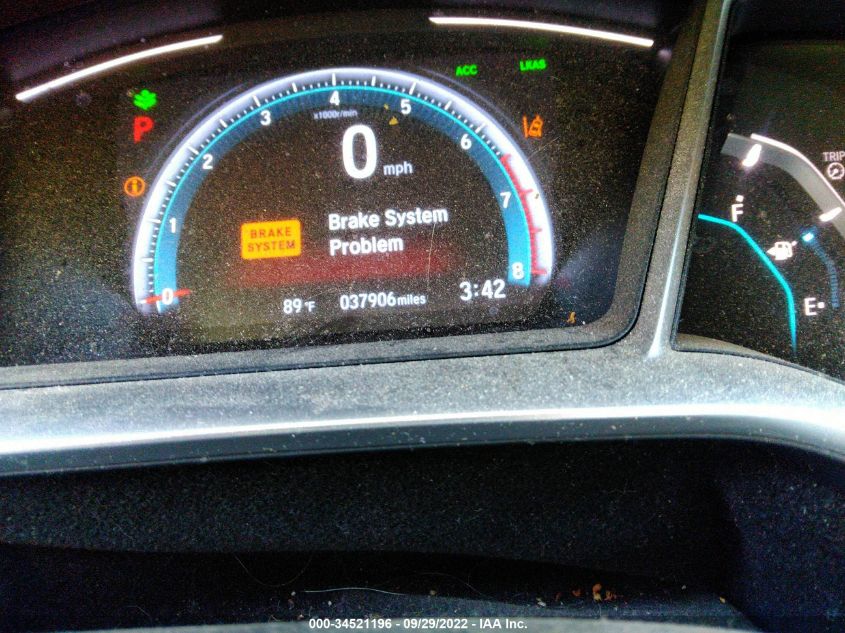 ACC LKAS
P
x1000r/min
0 1 2 3 4 5 6 7 8
0 mph
BRAKE
SYSTEM
Brake System
Problem
89°F 037906miles 3:42
TRIP
F
E
000-34521196 - 09/29/2022 - IAA Inc.